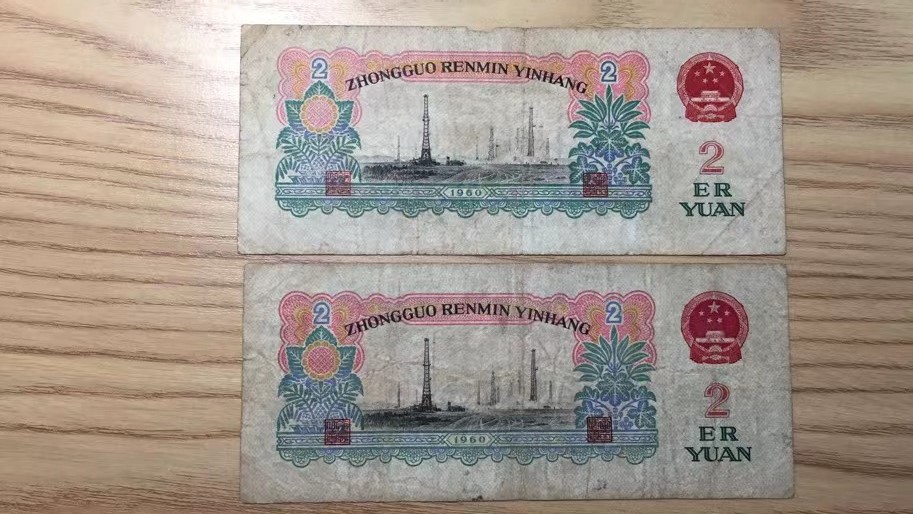 2 ZHONGGUO RENMIN YINHANG 2
1960
2
ER
YUAN
2 ZHONGGUO RENMIN YINHANG 2
1960
2
ER
YUAN